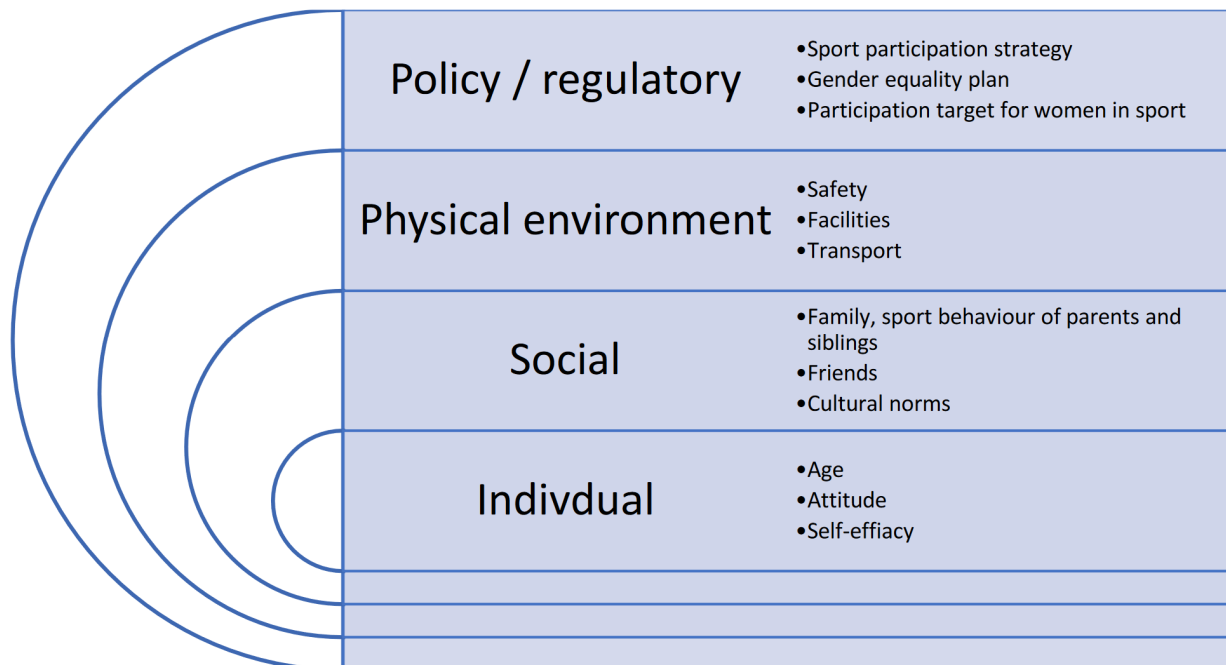 Policy / regulatory
•Sport participation strategy
•Gender equality plan
•Participation target for women in sport
Physical environment
•Safety
•Facilities
•Transport
Social
•Family, sport behaviour of parents and
siblings
•Friends
•Cultural norms
Indivdual
•Age
•Attitude
•Self-effiacy